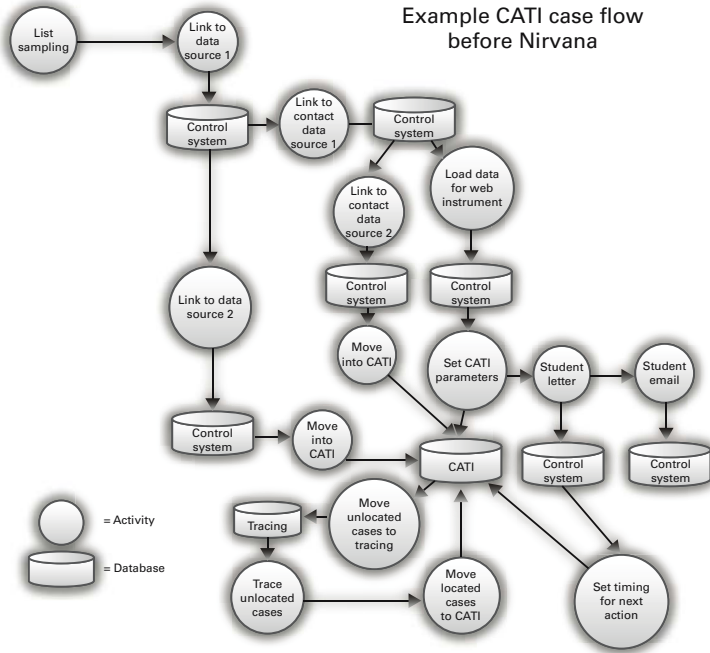 Example CATI case flow
before Nirvana
List
sampling
Link to
data
source 1
Control
system
Link to
contact
data
source 1
Control
system
Link to
contact
data
source 2
Load data
for web
instrument
Control
system
Control
system
Link to data
source 2
Move
into CATI
Set CATI
parameters
Student
letter
Student
email
Control
system
Move
into
CATI
CATI
Control
system
Control
system
Tracing
Move
unlocated
cases to
tracing
Trace
unlocated
cases
Move
located
cases
to CATI
Set timing
for next
action
= Activity
= Database